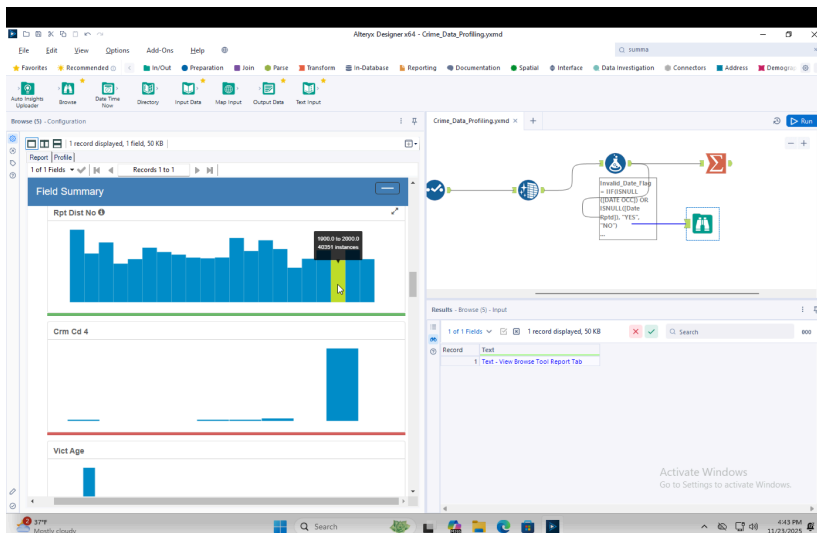 Alteryx Designer x64 - Crime_Data_Profiling.yxmd
File Edit View Options Add-Ons Help
summa
Favorites Recommended In/Out Preparation Join Parse Transform In-Database Reporting Documentation Spatial Interface Data Investigation Connectors Address Demogra
Auto Insights Uploader
Browse
Date Time Now
Directory
Input Data
Map Input
Output Data
Text Input
Browse (5) - Configuration
1 record displayed, 1 field, 50 KB
Report Profile
1 of 1 Fields Records 1 to 1
Field Summary
Rpt Dist No
1900.0 to 2000.0
40351 instances
Crm Cd 4
Vict Age
Crime_Data_Profiling.yxmd × +
Run
Invalid_Date_Flag
= IIF(ISNULL
([DATE OCC]) OR
ISNULL([Date
Rptd]), "YES",
"NO")
...
Results - Browse (5) - Input
1 of 1 Fields 1 record displayed, 50 KB Search 000
Record Text
1 Text - View Browse Tool Report Tab
Activate Windows
Go to Settings to activate Windows.
2
37°F
Mostly cloudy
Search
4:43 PM
11/23/2025